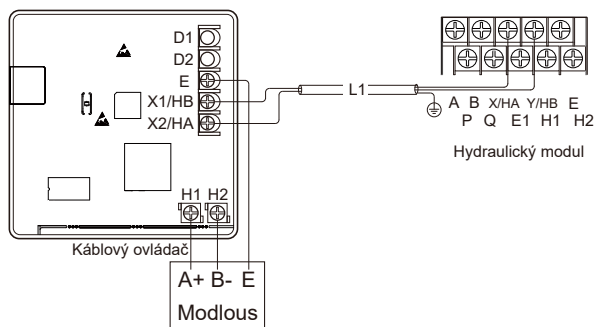 D1
D2
E
X1/HB
X2/HA
H1 H2
Káblový ovládač
A+ B- E
Modlous
L1
A B X/HA Y/HB E
P Q E1 H1 H2
Hydraulický modul